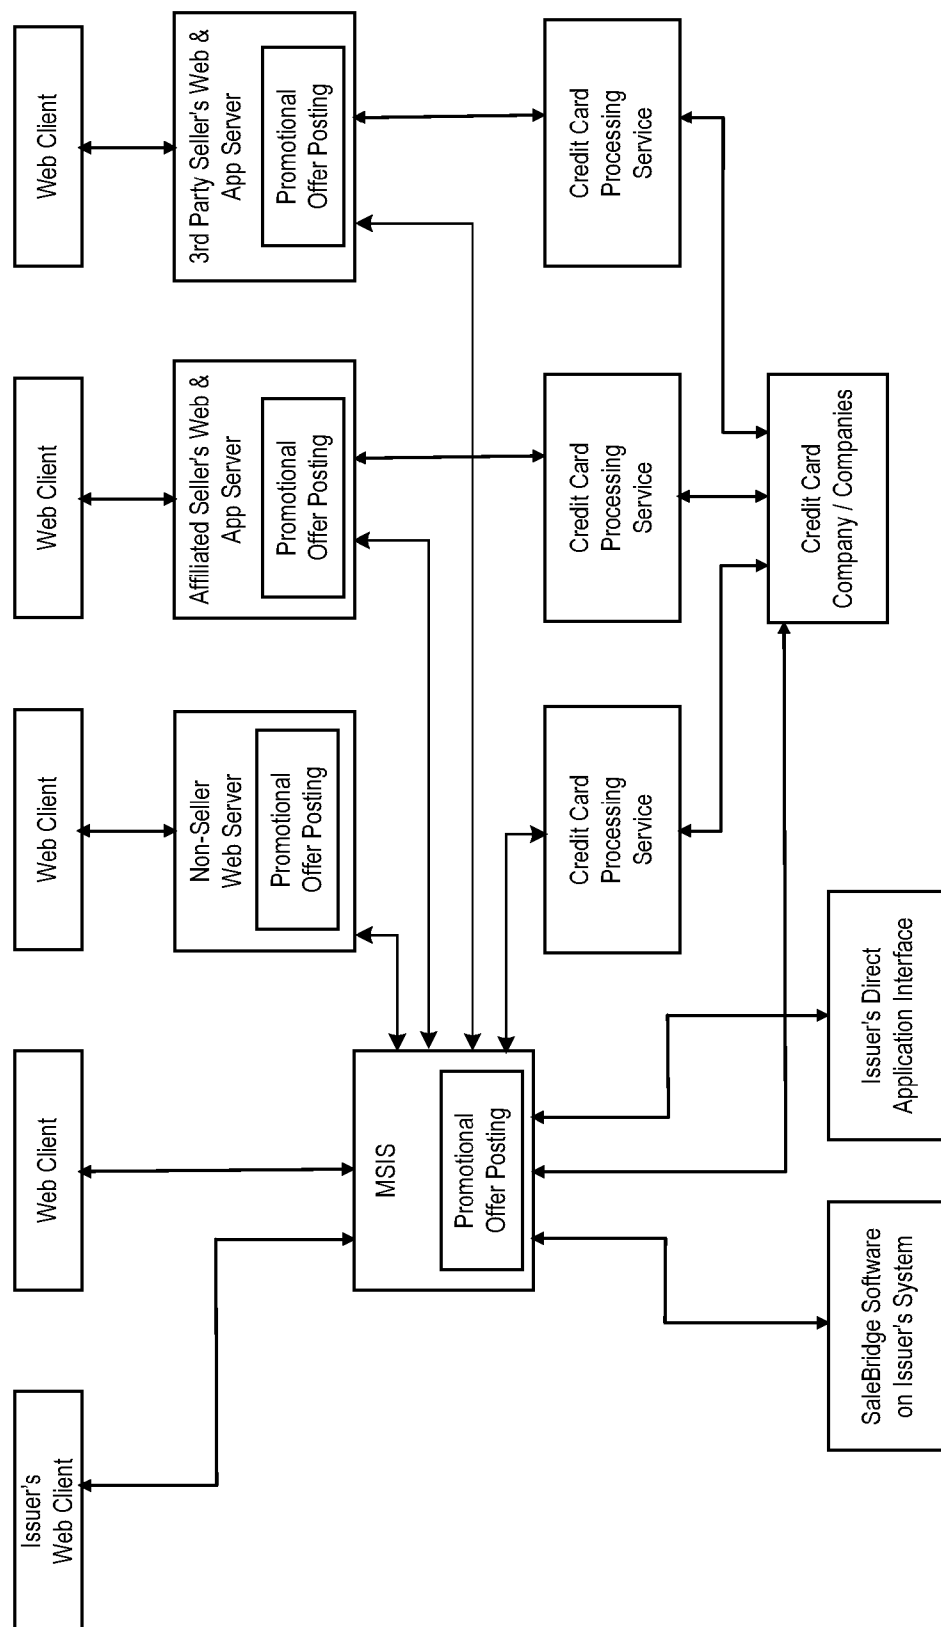 Issuer's
Web Client
Web Client
Web Client
Web Client
Web Client
MSIS
Promotional
Offer Posting
Non-Seller
Web Server
Promotional
Offer Posting
Affiliated Seller's Web &
App Server
Promotional
Offer Posting
3rd Party Seller's Web &
App Server
Promotional
Offer Posting
Credit Card
Processing
Service
Credit Card
Processing
Service
Credit Card
Processing
Service
SaleBridge Software
on Issuer's System
Issuer's Direct
Application Interface
Credit Card
Company / Companies